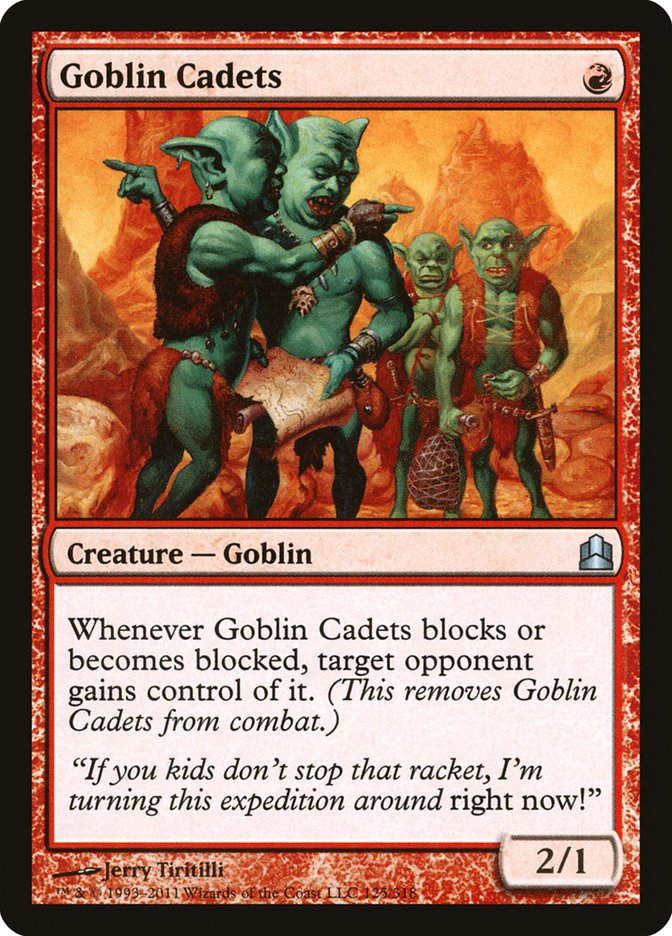 Goblin Cadets
Creature — Goblin
Whenever Goblin Cadets blocks or
becomes blocked, target opponent
gains control of it. (This removes Goblin
Cadets from combat.)
“If you kids don’t stop that racket, I’m
turning this expedition around right now!”
2/1
Jerry Tiritilli
™ & © 1993–2011 Wizards of the Coast LLC 125/318